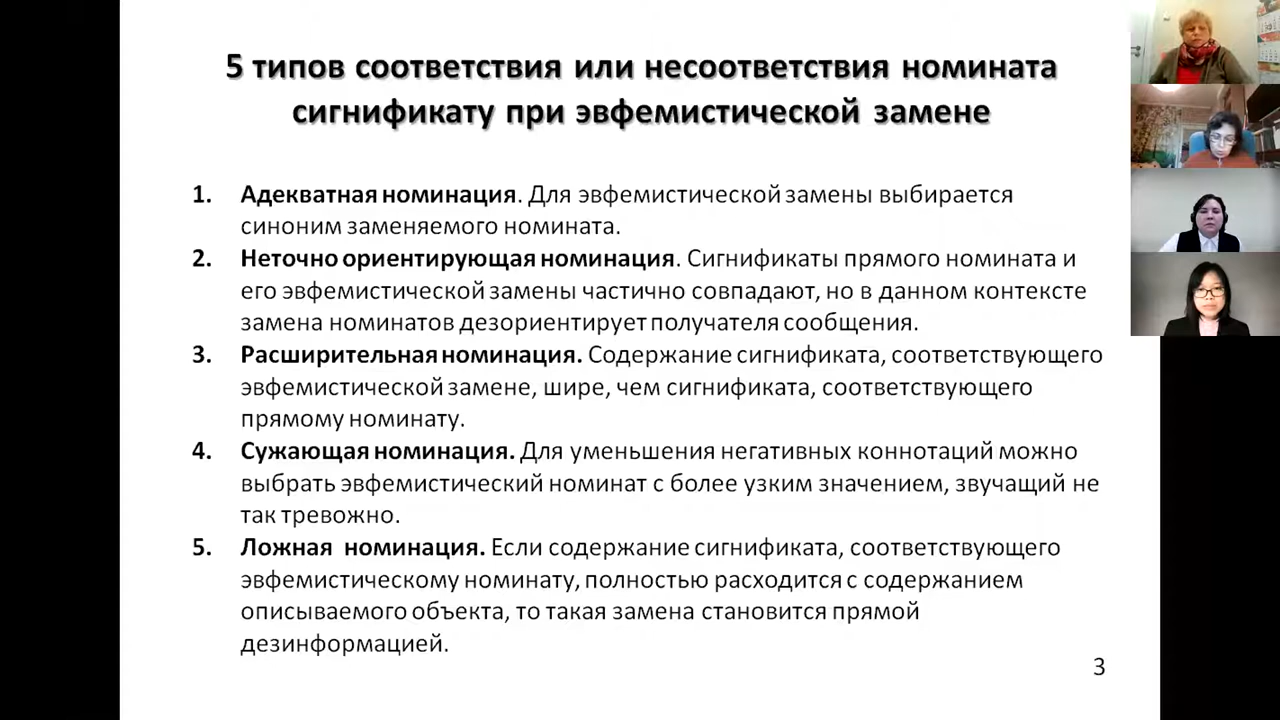 5 типов соответствия или несоответствия номината
сигнификату при эвфемистической замене
1. Адекватная номинация. Для эвфемистической замены выбирается
синоним заменяемого номината.
2. Неточно ориентирующая номинация. Сигнификаты прямого номината и
его эвфемистической замены частично совпадают, но в данном контексте
замена номинатов дезориентирует получателя сообщения.
3. Расширительная номинация. Содержание сигнификата, соответствующего
эвфемистической замене, шире, чем сигнификата, соответствующего
прямому номинату.
4. Сужающая номинация. Для уменьшения негативных коннотаций можно
выбрать эвфемистический номинат с более узким значением, звучащий не
так тревожно.
5. Ложная номинация. Если содержание сигнификата, соответствующего
эвфемистическому номинату, полностью расходится с содержанием
описываемого объекта, то такая замена становится прямой
дезинформацией.
3